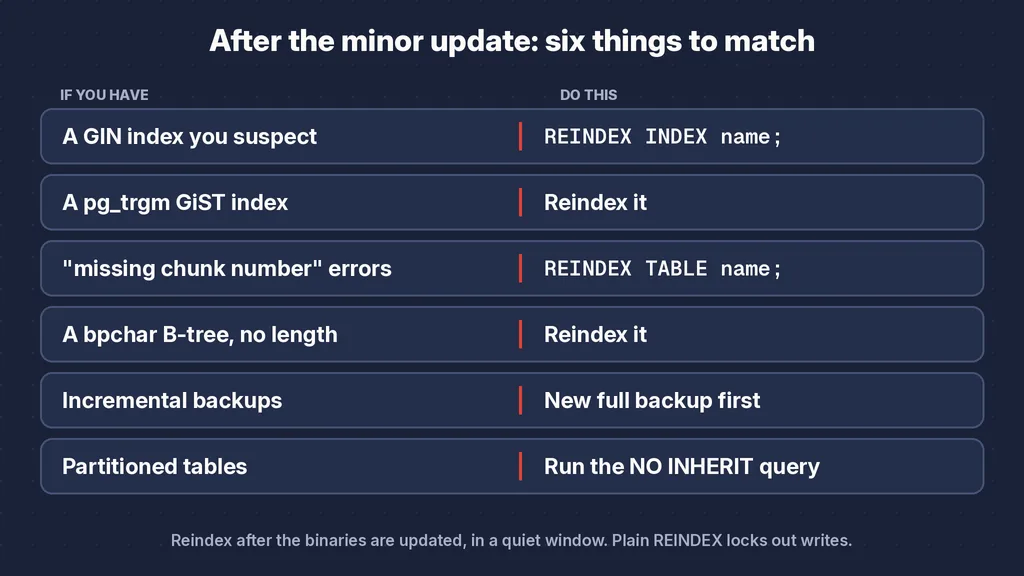 After the minor update: six things to match
IF YOU HAVE DO THIS
A GIN index you suspect REINDEX INDEX name;
A pg_trgm GiST index Reindex it
"missing chunk number" errors REINDEX TABLE name;
A bpchar B-tree, no length Reindex it
Incremental backups New full backup first
Partitioned tables Run the NO INHERIT query
Reindex after the binaries are updated, in a quiet window. Plain REINDEX locks out writes.